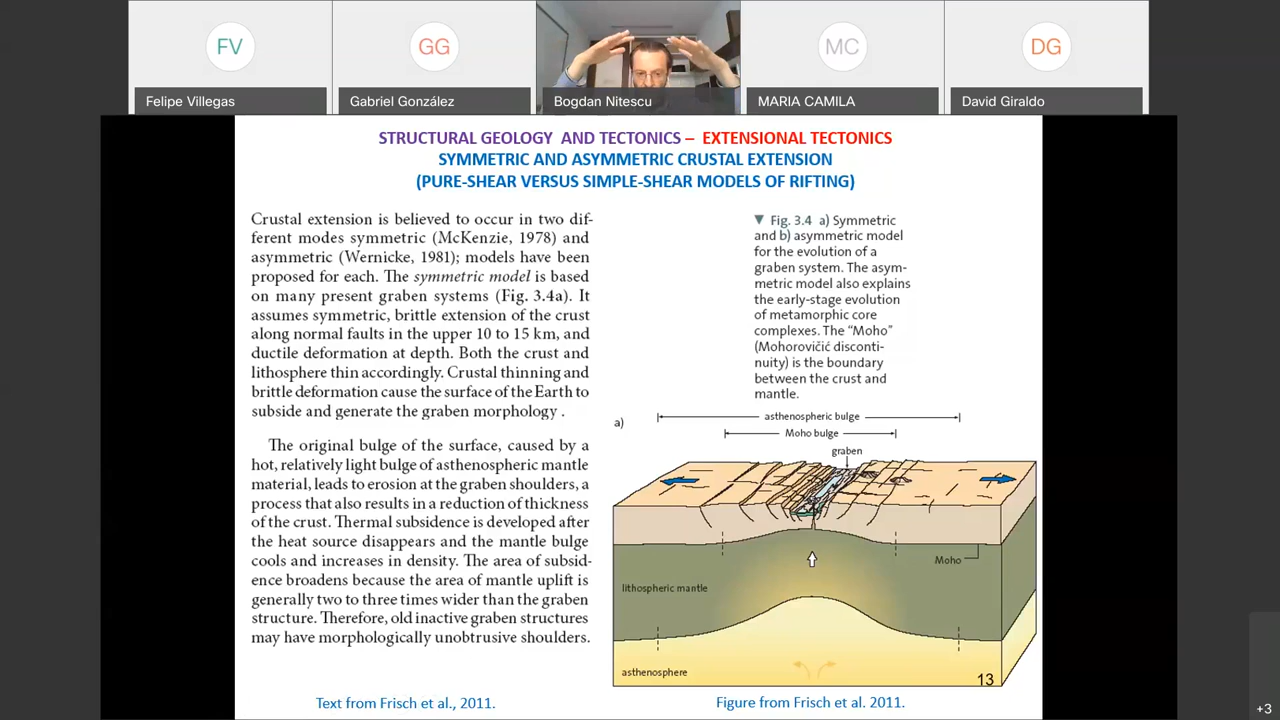 FV
GG
MC
DG
Felipe Villegas
Gabriel González
Bogdan Nitescu
MARIA CAMILA
David Giraldo
STRUCTURAL GEOLOGY AND TECTONICS – EXTENSIONAL TECTONICS
SYMMETRIC AND ASYMMETRIC CRUSTAL EXTENSION
(PURE-SHEAR VERSUS SIMPLE-SHEAR MODELS OF RIFTING)
Crustal extension is believed to occur in two dif-
ferent modes symmetric (McKenzie, 1978) and
asymmetric (Wernicke, 1981); models have been
proposed for each. The symmetric model is based
on many present graben systems (Fig. 3.4a). It
assumes symmetric, brittle extension of the crust
along normal faults in the upper 10 to 15 km, and
ductile deformation at depth. Both the crust and
lithosphere thin accordingly. Crustal thinning and
brittle deformation cause the surface of the Earth to
subside and generate the graben morphology .
The original bulge of the surface, caused by a
hot, relatively light bulge of asthenospheric mantle
material, leads to erosion at the graben shoulders, a
process that also results in a reduction of thickness
of the crust. Thermal subsidence is developed after
the heat source disappears and the mantle bulge
cools and increases in density. The area of subsid-
ence broadens because the area of mantle uplift is
generally two to three times wider than the graben
structure. Therefore, old inactive graben structures
may have morphologically unobtrusive shoulders.
Text from Frisch et al., 2011.
▼ Fig. 3.4 a) Symmetric
and b) asymmetric model
for the evolution of a
graben system. The asym-
metric model also explains
the early-stage evolution
of metamorphic core
complexes. The “Moho”
(Mohorovičić disconti-
nuity) is the boundary
between the crust and
mantle.
a)
asthenospheric bulge
Moho bulge
graben
Moho
lithospheric mantle
asthenosphere
13
Figure from Frisch et al. 2011.
+3